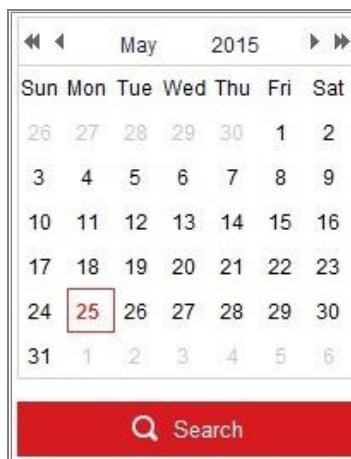 May 2015
Sun Mon Tue Wed Thu Fri Sat
26 27 28 29 30 1 2
3 4 5 6 7 8 9
10 11 12 13 14 15 16
17 18 19 20 21 22 23
24 25 26 27 28 29 30
31 1 2 3 4 5 6
Search